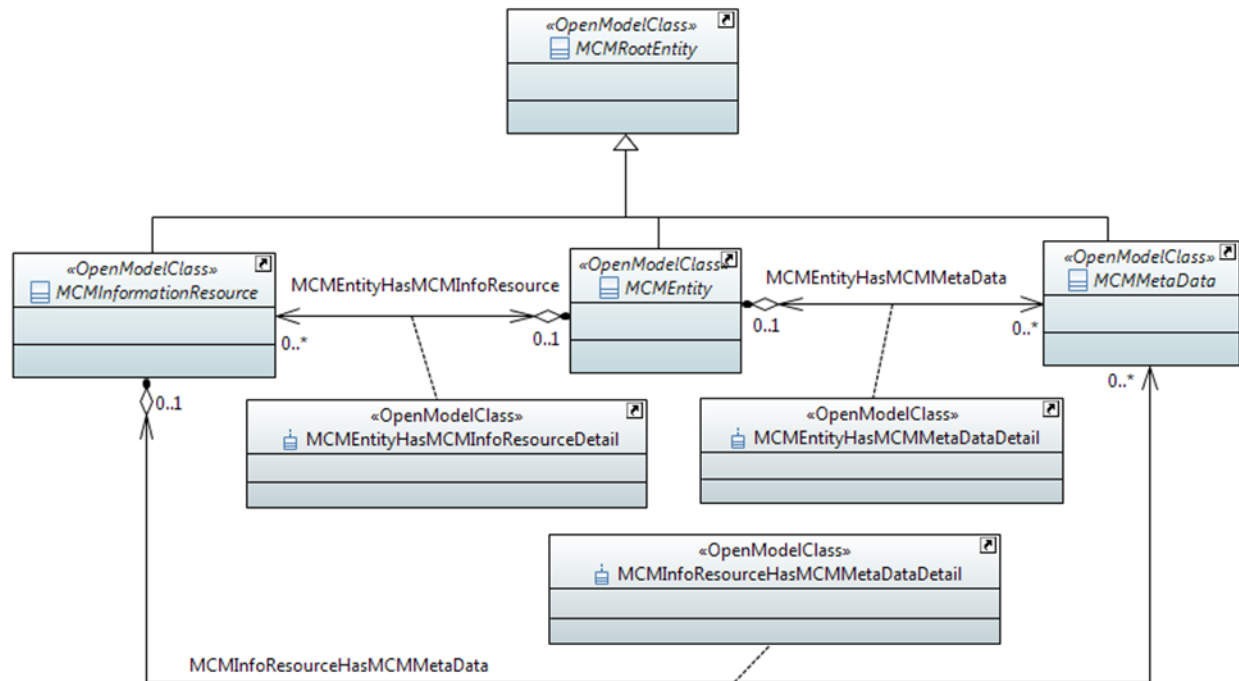 «OpenModelClass»
MCMRootEntity
«OpenModelClass»
MCMInformationResource
MCMEntityHasMCMInfoResource
0..*
0..1
«OpenModelClass»
MCMEntity
MCMEntityHasMCMMetaData
0..1
0..*
«OpenModelClass»
MCMMetaData
0..1
0..*
«OpenModelClass»
MCMEntityHasMCMInfoResourceDetail
«OpenModelClass»
MCMEntityHasMCMMetaDataDetail
«OpenModelClass»
MCMInfoResourceHasMCMMetaDataDetail
MCMInfoResourceHasMCMMetaData